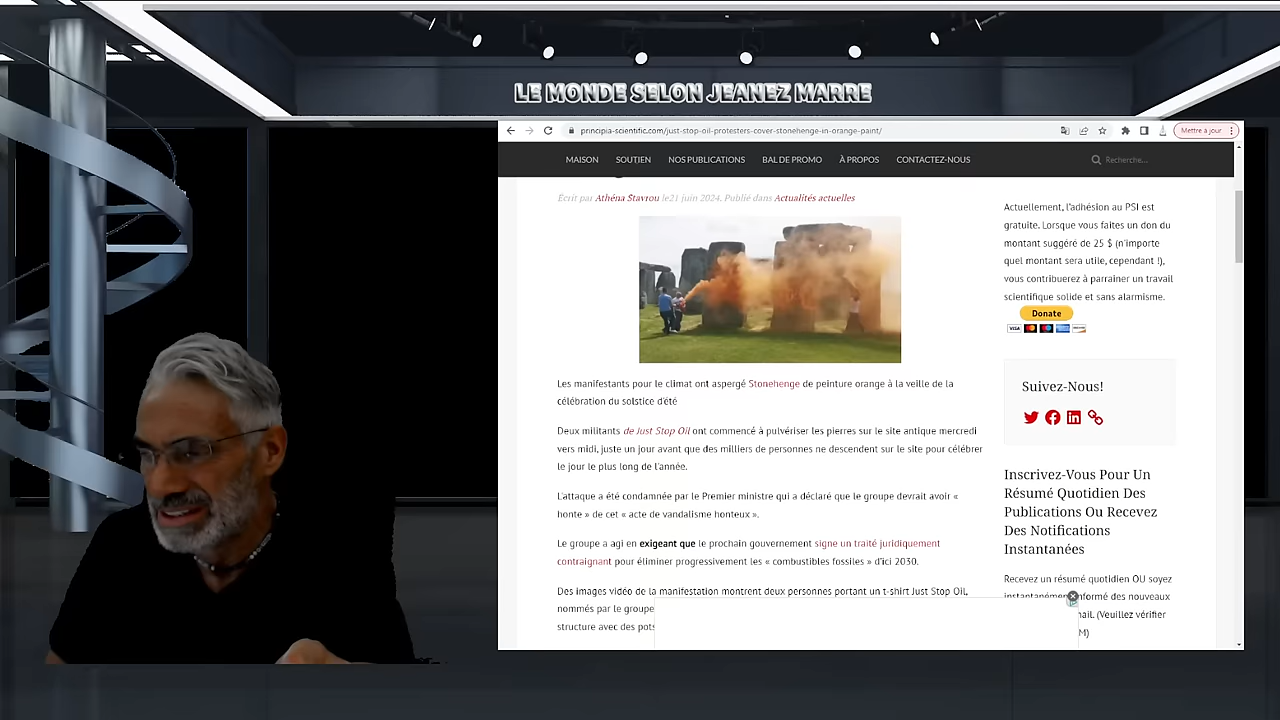 LE MONDE SELON JEANEZ MARRE
principia-scientific.com/just-stop-oil-protesters-cover-stonehenge-in-orange-paint/
Mettre à jour
MAISON SOUTIEN NOS PUBLICATIONS BAL DE PROMO À PROPOS CONTACTEZ-NOUS
Recherche...
Écrit par Athéna Stavrou le21 juin 2024. Publié dans Actualités actuelles
Les manifestants pour le climat ont aspergé Stonehenge de peinture orange à la veille de la
célébration du solstice d'été
Deux militants de Just Stop Oil ont commencé à pulvériser les pierres sur le site antique mercredi
vers midi, juste un jour avant que des milliers de personnes ne descendent sur le site pour célébrer
le jour le plus long de l'année.
L'attaque a été condamnée par le Premier ministre qui a déclaré que le groupe devrait avoir «
honte » de cet « acte de vandalisme honteux ».
Le groupe a agi en exigeant que le prochain gouvernement signe un traité juridiquement
contraignant pour éliminer progressivement les « combustibles fossiles » d'ici 2030.
Des images vidéo de la manifestation montrent deux personnes portant un t-shirt Just Stop Oil,
nommés par le groupe
structure avec des pots
Actuellement, l'adhésion au PSI est
gratuite. Lorsque vous faites un don du
montant suggéré de 25 $ (n'importe
quel montant sera utile, cependant !),
vous contribuerez à parrainer un travail
scientifique solide et sans alarmisme.
Donate
VISA
Suivez-Nous!
Inscrivez-Vous Pour Un
Résumé Quotidien Des
Publications Ou Recevez
Des Notifications
Instantanées
Recevez un résumé quotidien OU soyez
instantanément informé des nouveaux
mail. (Veuillez vérifier
M)